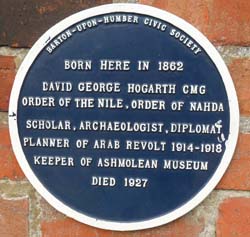 BARTON-UPON-HUMBER CIVIC SOCIETY
BORN HERE IN 1862
DAVID GEORGE HOGARTH CMG
ORDER OF THE NILE, ORDER OF NAHDA
SCHOLAR, ARCHAEOLOGIST, DIPLOMAT
PLANNER OF ARAB REVOLT 1914-1918
KEEPER OF ASHMOLEAN MUSEUM
DIED 1927